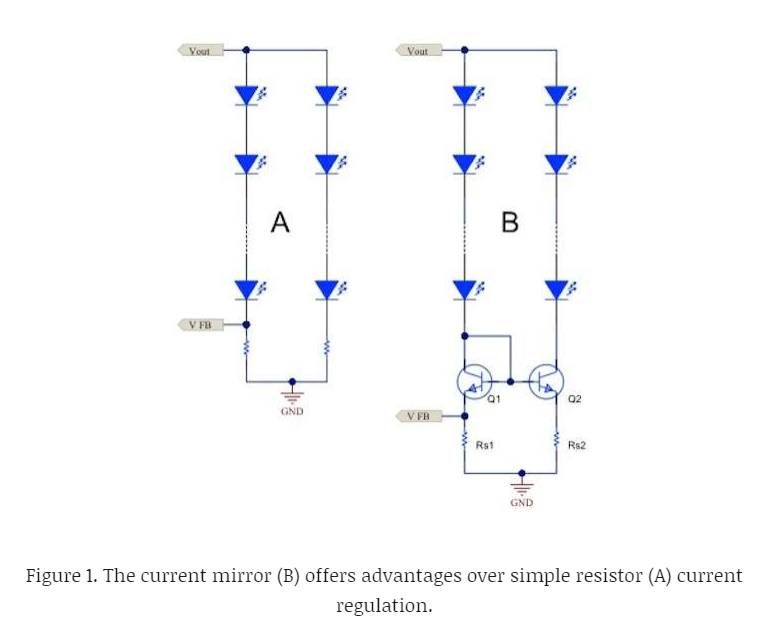 Vout
Vout
A
B
V FB
GND
Q1
Q2
V FB
Rs1
Rs2
GND
Figure 1. The current mirror (B) offers advantages over simple resistor (A) current
regulation.